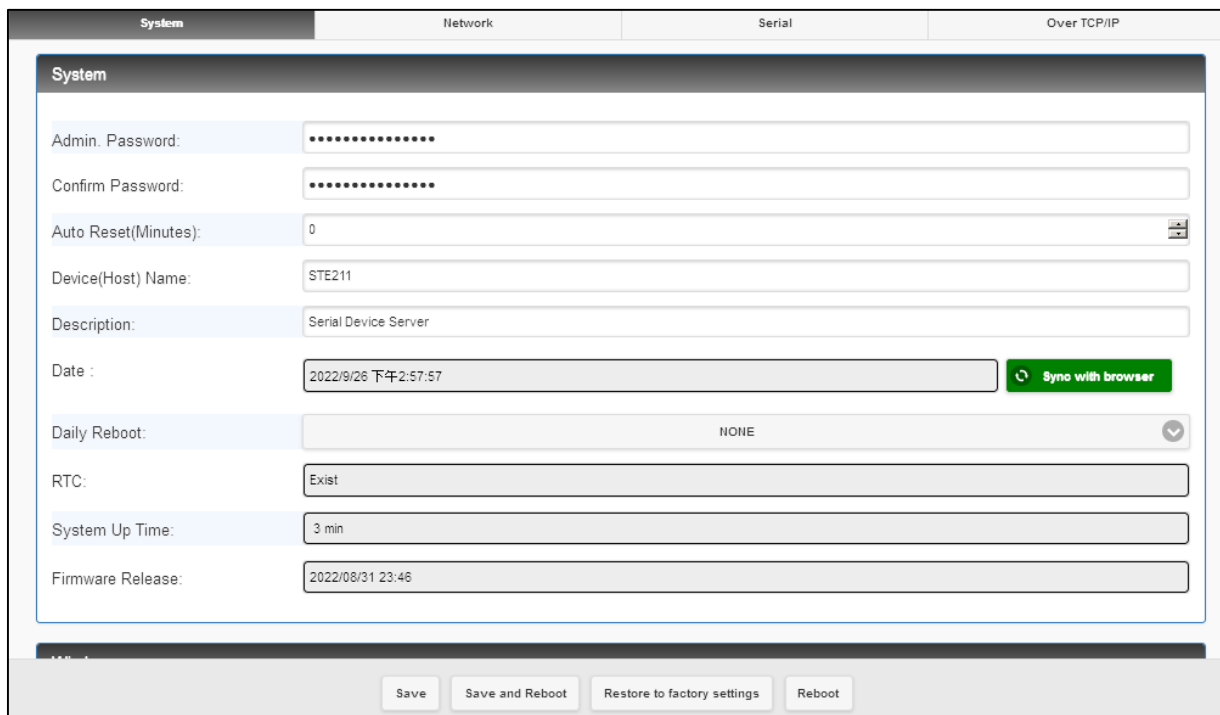 System Network Serial Over TCP/IP
System
Admin. Password: •••••••••••••••
Confirm Password: •••••••••••••••
Auto Reset(Minutes): 0
Device(Host) Name: STE211
Description: Serial Device Server
Date : 2022/9/26 下午2:57:57 Sync with browser
Daily Reboot: NONE
RTC: Exist
System Up Time: 3 min
Firmware Release: 2022/08/31 23:46
Save Save and Reboot Restore to factory settings Reboot